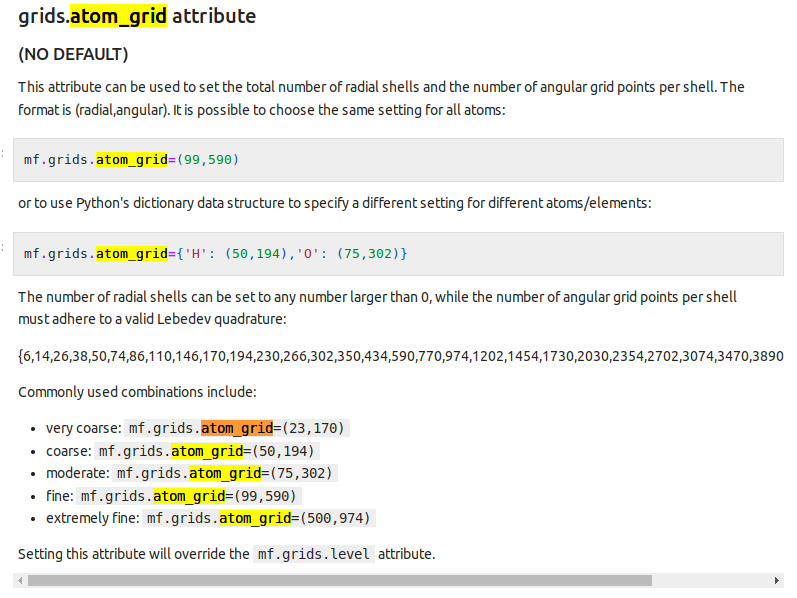 grids.atom_grid attribute
(NO DEFAULT)
This attribute can be used to set the total number of radial shells and the number of angular grid points per shell. The
format is (radial,angular). It is possible to choose the same setting for all atoms:
:
mf.grids.atom_grid=(99,590)
or to use Python's dictionary data structure to specify a different setting for different atoms/elements:
:
mf.grids.atom_grid={'H': (50,194),'O': (75,302)}
The number of radial shells can be set to any number larger than 0, while the number of angular grid points per shell
must adhere to a valid Lebedev quadrature:
{6,14,26,38,50,74,86,110,146,170,194,230,266,302,350,434,590,770,974,1202,1454,1730,2030,2354,2702,3074,3470,3890
Commonly used combinations include:
• very coarse: mf.grids.atom_grid=(23,170)
• coarse: mf.grids.atom_grid=(50,194)
• moderate: mf.grids.atom_grid=(75,302)
• fine: mf.grids.atom_grid=(99,590)
• extremely fine: mf.grids.atom_grid=(500,974)
Setting this attribute will override the mf.grids.level attribute.